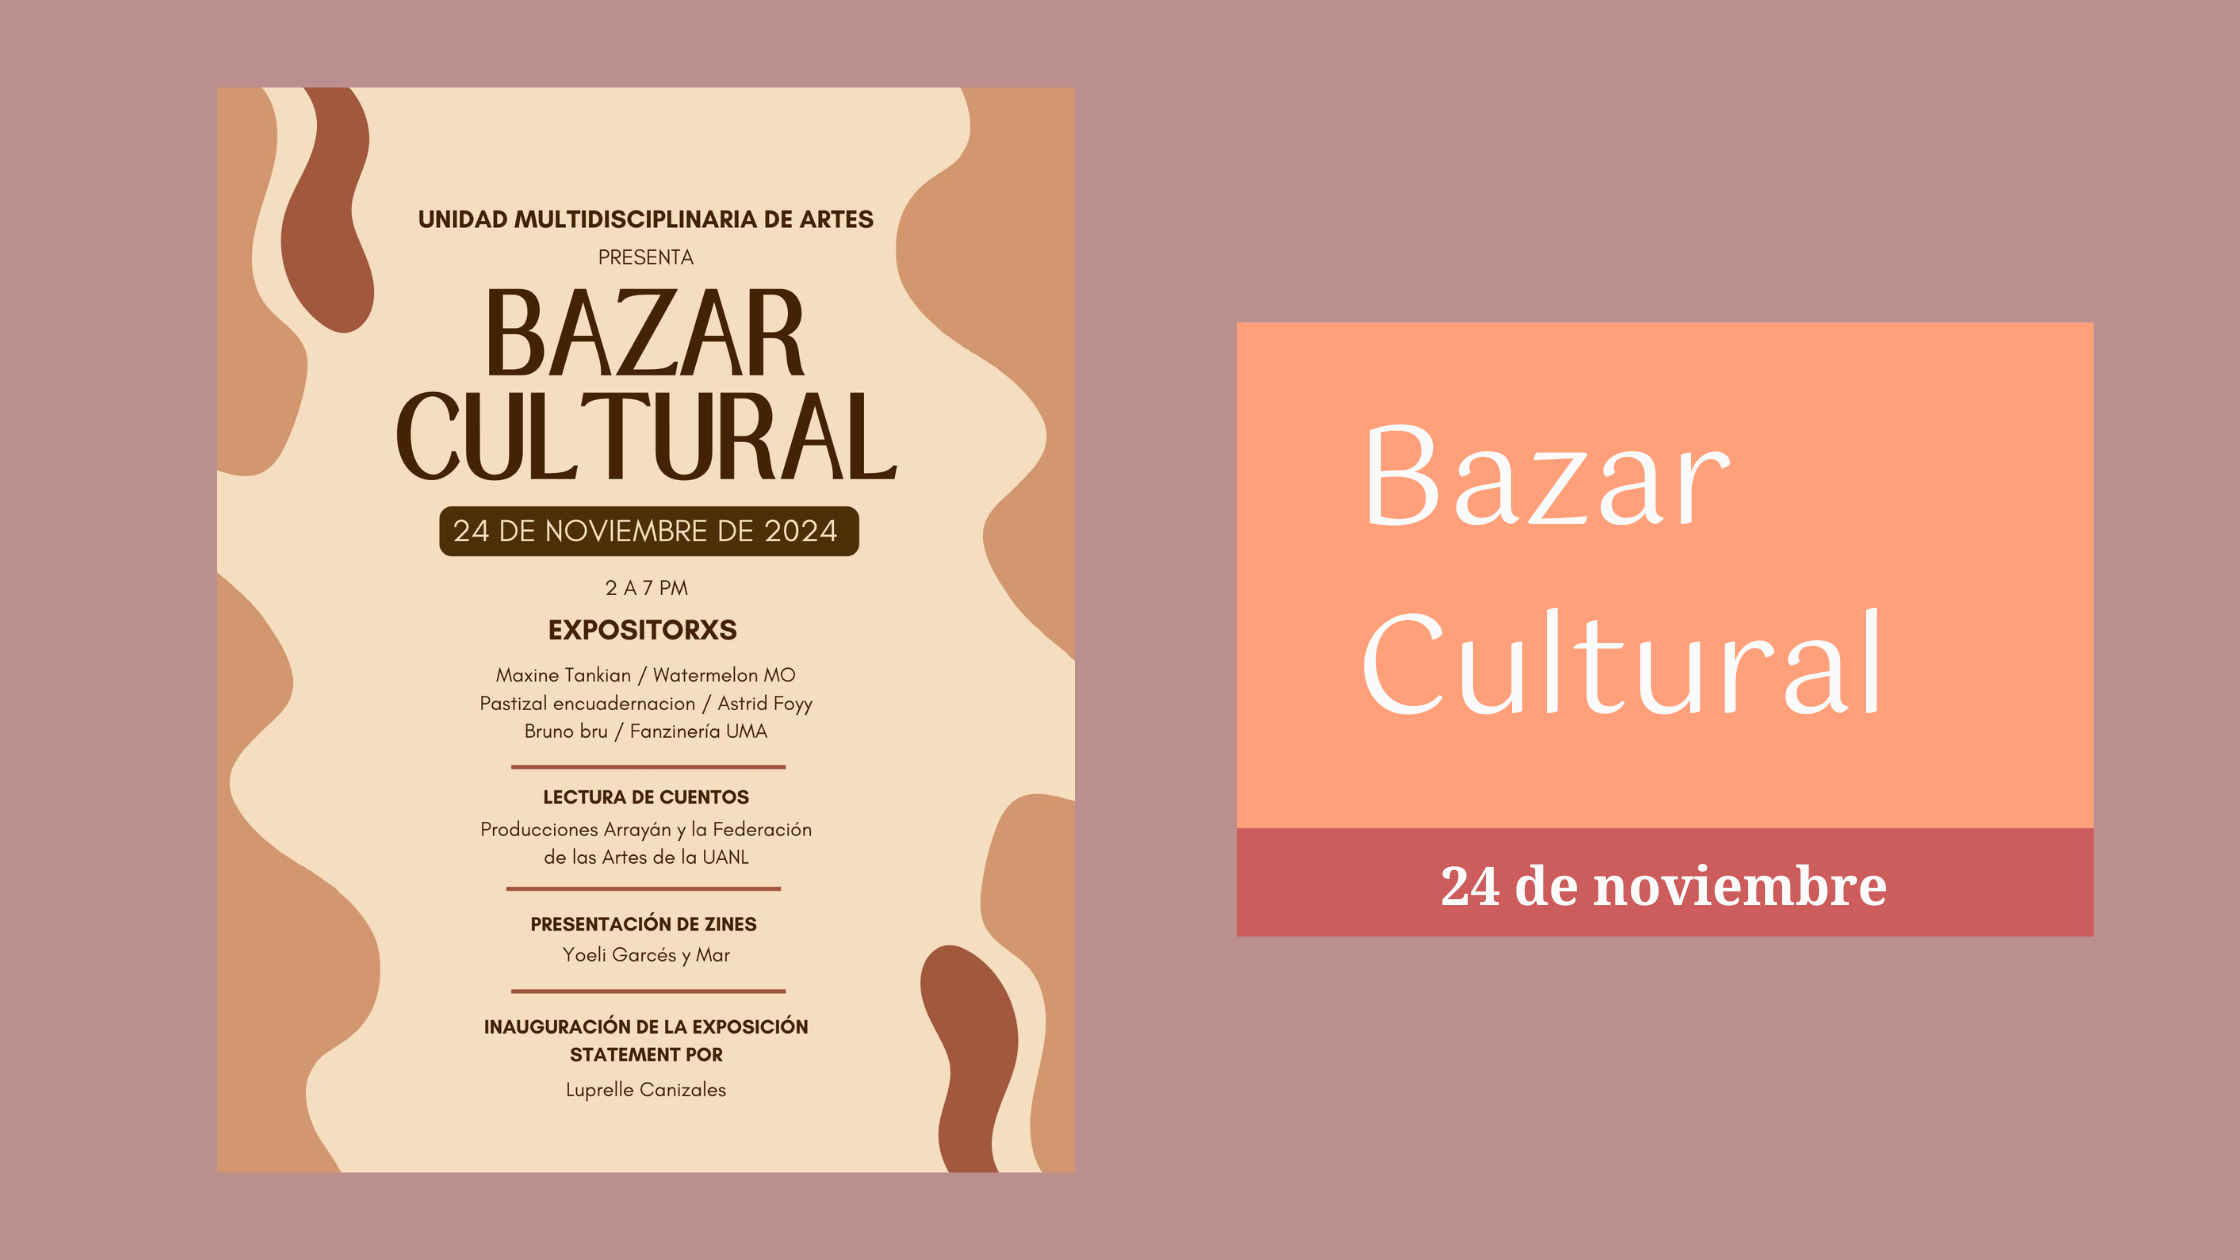 UNIDAD MULTIDISCIPLINARIA DE ARTES
PRESENTA
BAZAR
CULTURAL
24 DE NOVIEMBRE DE 2024
2 A 7 PM
EXPOSITORXS
Maxine Tankian / Watermelon MO
Pastizal encuadernacion / Astrid Foyy
Bruno bru / Fanzinería UMA
LECTURA DE CUENTOS
Producciones Arrayán y la Federación
de las Artes de la UANL
PRESENTACIÓN DE ZINES
Yoeli Garcés y Mar
INAUGURACIÓN DE LA EXPOSICIÓN
STATEMENT POR
Luprelle Canizales
Bazar
Cultural
24 de noviembre